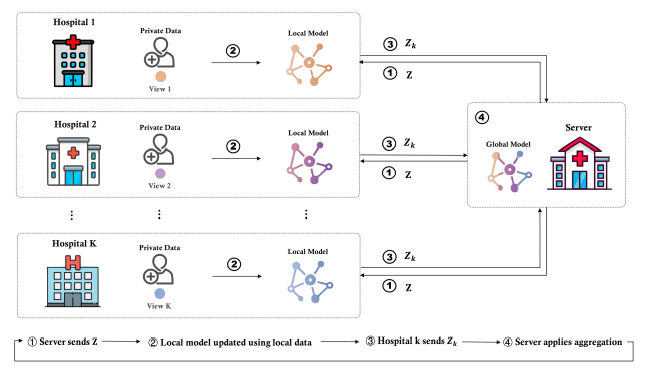 Hospital 1
Private Data
②
Local Model
View 1
③ Z_k
① Z
Hospital 2
Private Data
②
Local Model
View 2
③ Z_k
① Z
④
Server
Global Model
⋮ ⋮ ⋮
Hospital K
Private Data
②
Local Model
View K
③ Z_k
① Z
① Server sends Z ② Local model updated using local data ③ Hospital k sends Z_k ④ Server applies aggregation